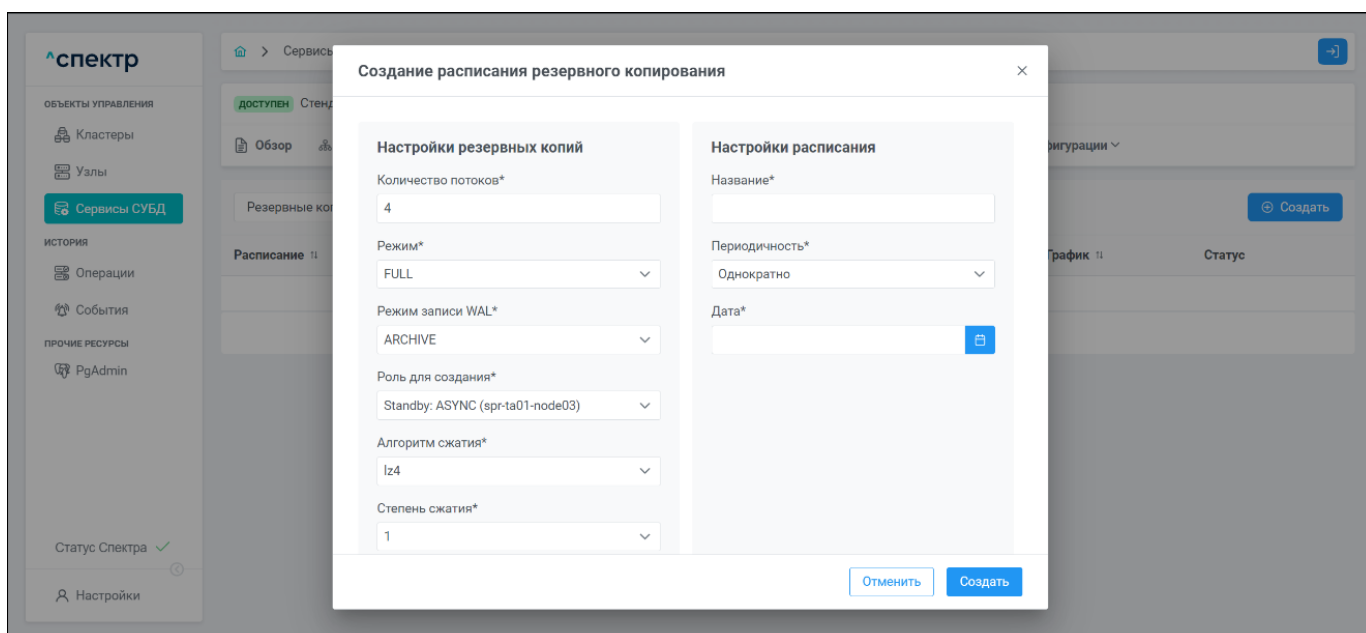 ^спектр
ОБЪЕКТЫ УПРАВЛЕНИЯ
Кластеры
Узлы
Сервисы СУБД
ИСТОРИЯ
Операции
События
ПРОЧИЕ РЕСУРСЫ
PgAdmin
Статус Спектра
Настройки
> Сервисы
ДОСТУПЕН Стенд
Обзор
фигурации
Резервные коп
Создать
Расписание
График
Статус
Создание расписания резервного копирования
Настройки резервных копий
Количество потоков*
4
Режим*
FULL
Режим записи WAL*
ARCHIVE
Роль для создания*
Standby: ASYNC (spr-ta01-node03)
Алгоритм сжатия*
lz4
Степень сжатия*
1
Настройки расписания
Название*
Периодичность*
Однократно
Дата*
Отменить
Создать